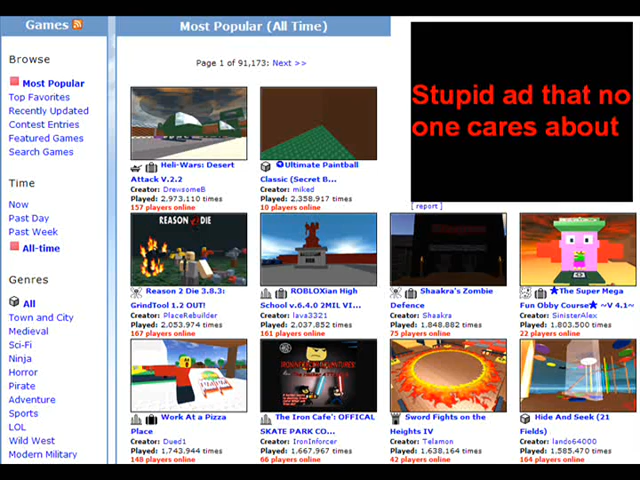 Games
Most Popular (All Time)
Browse
Most Popular
Top Favorites
Recently Updated
Contest Entries
Featured Games
Search Games
Time
Now
Past Day
Past Week
All-time
Genres
All
Town and City
Medieval
Sci-Fi
Ninja
Horror
Pirate
Adventure
Sports
LOL
Wild West
Modern Military
Page 1 of 91,173: Next >>
Stupid ad that no
one cares about
[ report ]
Heli-Wars: Desert
Attack V.2.2
Creator: DrewsomeB
Played: 2,973,110 times
157 players online
Ultimate Paintball
Classic (Secret B...
Creator: miked
Played: 2,358,917 times
10 players online
REASON 2 DIE
Reason 2 Die 3.8.3:
GrindTool 1.2 OUT!
Creator: PlaceRebuilder
Played: 2,053,974 times
167 players online
ROBLOXian High
School v.6.4.0 2MIL VI...
Creator: lava3321
Played: 2,037,852 times
161 players online
Shaakra's Zombie
Defence
Creator: Shaakra
Played: 1,848,882 times
75 players online
★The Super Mega
Fun Obby Course★ ~V 4.1~
Creator: SinisterAlex
Played: 1,803,500 times
22 players online
Work At a Pizza
Place
Creator: Dued1
Played: 1,743,944 times
148 players online
The Iron Cafe': OFFICAL
SKATE PARK CO...
Creator: IronInforcer
Played: 1,667,967 times
66 players online
Sword Fights on the
Heights IV
Creator: Telamon
Played: 1,638,164 times
42 players online
Hide And Seek (21
Fields)
Creator: lando64000
Played: 1,585,470 times
164 players online